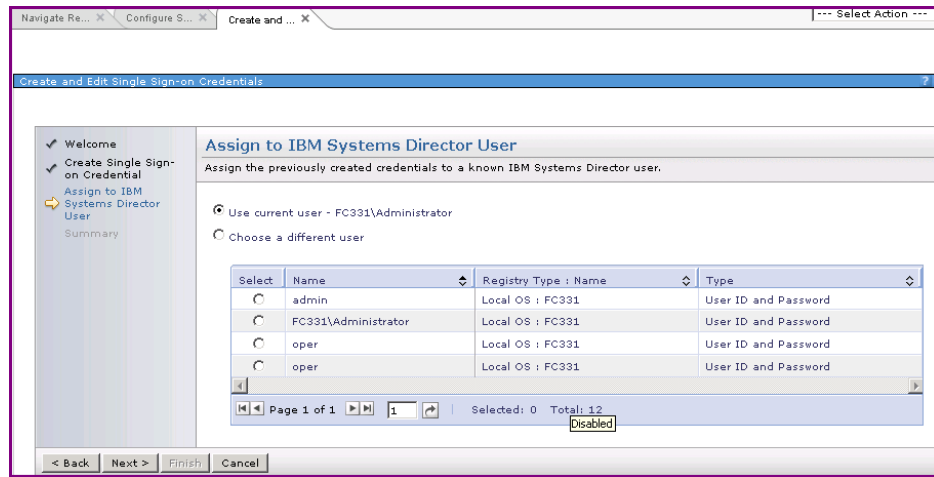 Navigate Re... Configure S... Create and ... --- Select Action ---
Create and Edit Single Sign-on Credentials ?
Welcome
Create Single Sign-
on Credential
Assign to IBM
Systems Director
User
Summary
Assign to IBM Systems Director User
Assign the previously created credentials to a known IBM Systems Director user.
Use current user - FC331\Administrator
Choose a different user
Select Name Registry Type : Name Type
admin Local OS : FC331 User ID and Password
FC331\Administrator Local OS : FC331 User ID and Password
oper Local OS : FC331 User ID and Password
oper Local OS : FC331 User ID and Password
Page 1 of 1 1 Selected: 0 Total: 12
Disabled
< Back Next > Finish Cancel